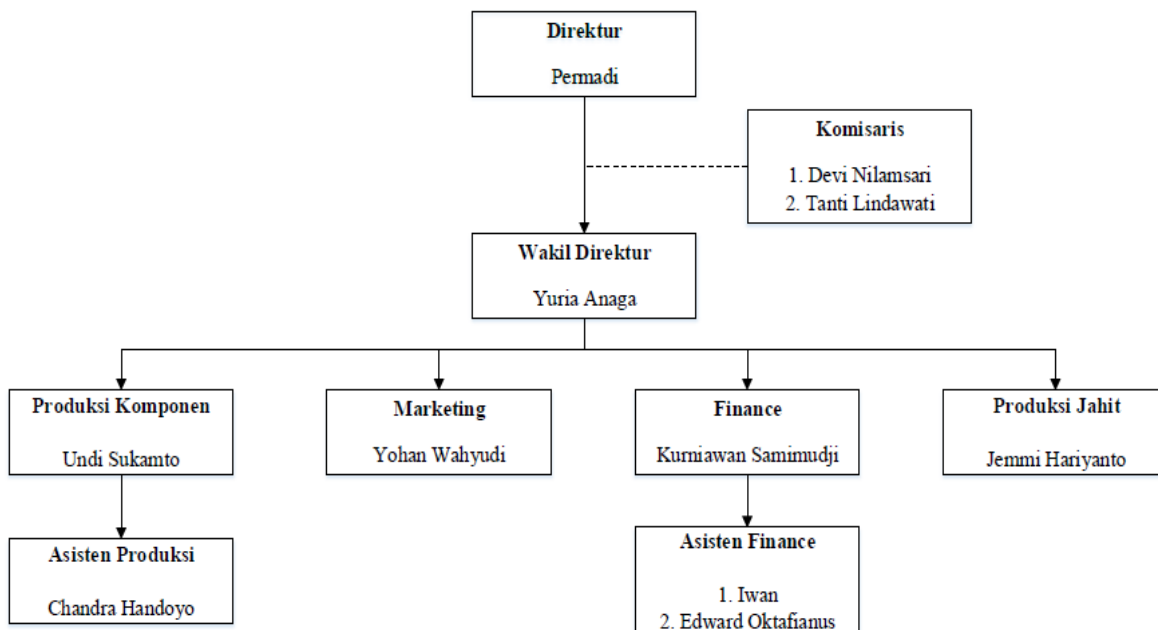 Direktur
Permadi
Komisaris
1. Devi Nilamsari
2. Tanti Lindawati
Wakil Direktur
Yuria Anaga
Produksi Komponen
Undi Sukamto
Marketing
Yohan Wahyudi
Finance
Kurniawan Samimudji
Produksi Jahit
Jemmi Hariyanto
Asisten Produksi
Chandra Handoyo
Asisten Finance
1. Iwan
2. Edward Oktafianus